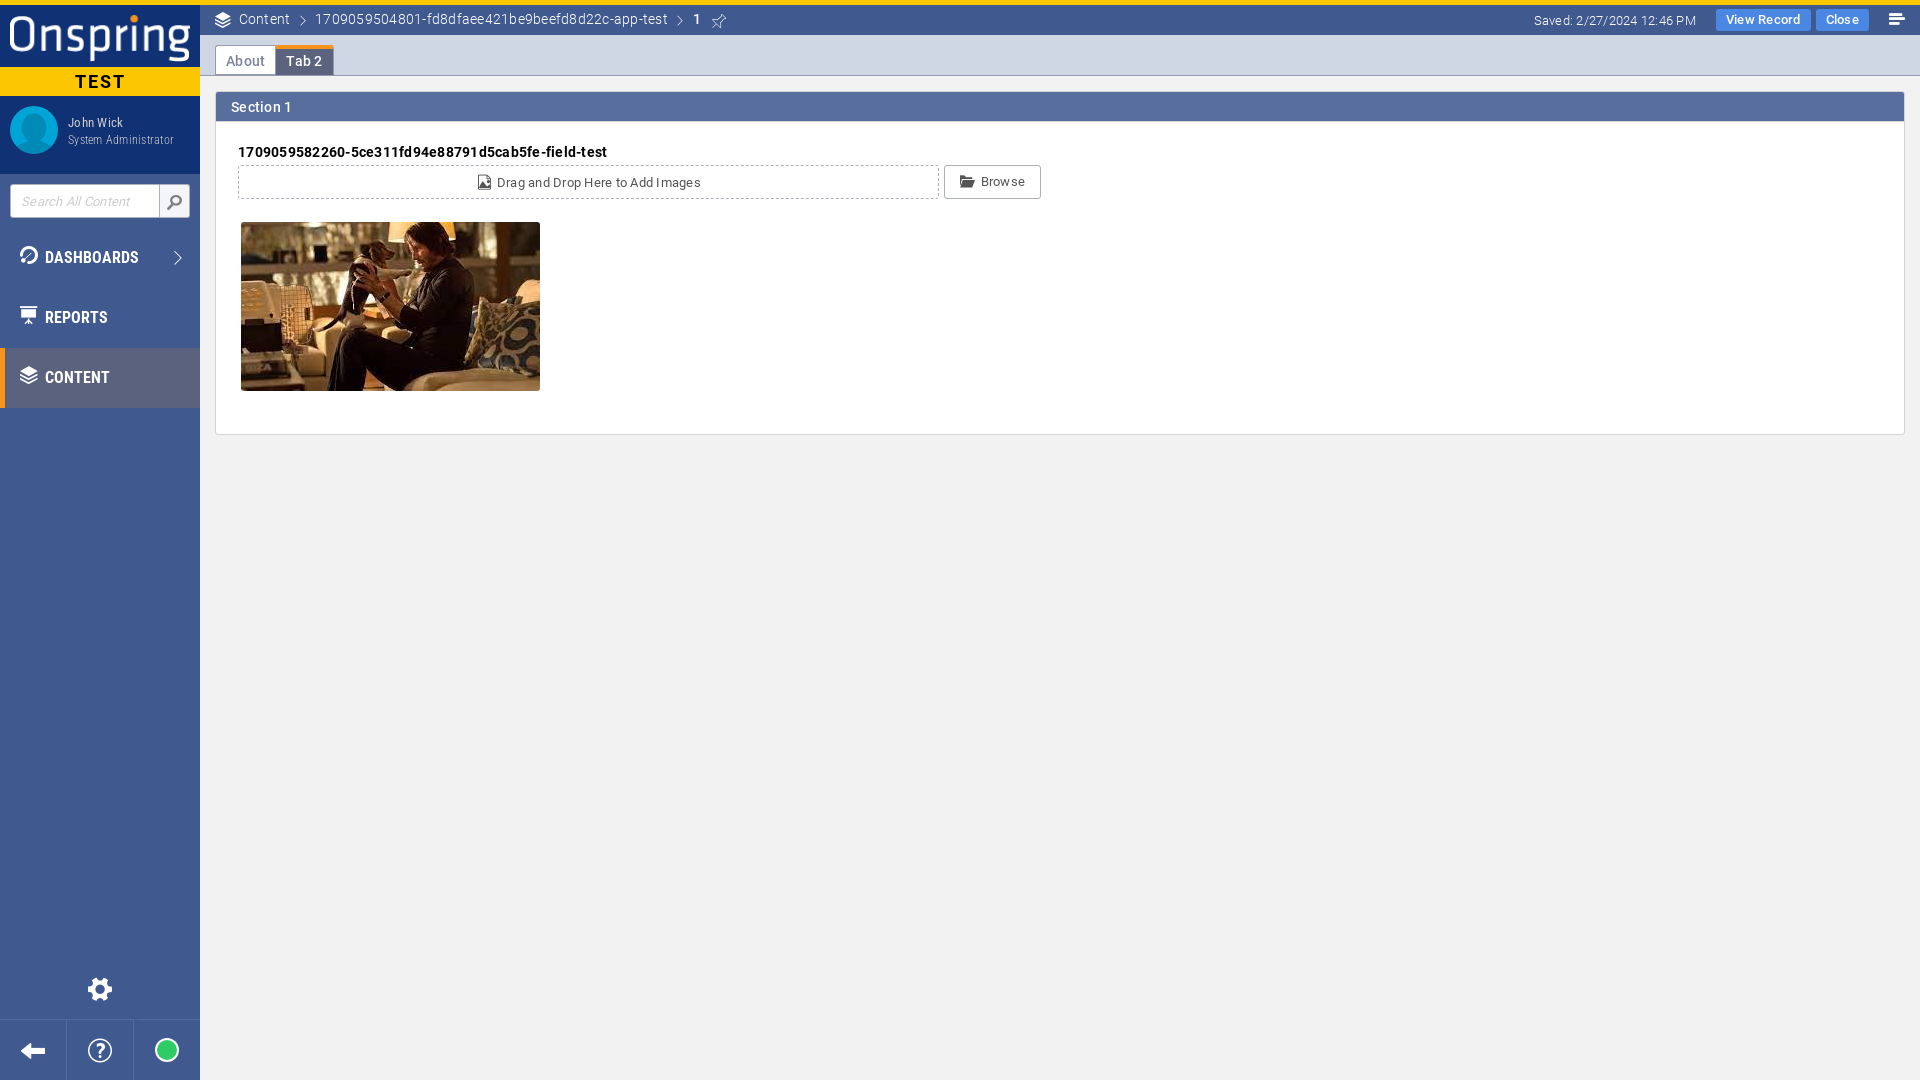 Onspring
TEST
John Wick
System Administrator
Search All Content
DASHBOARDS
REPORTS
CONTENT
Content
1709059504801-fd8dfaee421be9beefd8d22c-app-test
1
Saved: 2/27/2024 12:46 PM
View Record
Close
About
Tab 2
Section 1
1709059582260-5ce311fd94e88791d5cab5fe-field-test
Drag and Drop Here to Add Images
Browse
?